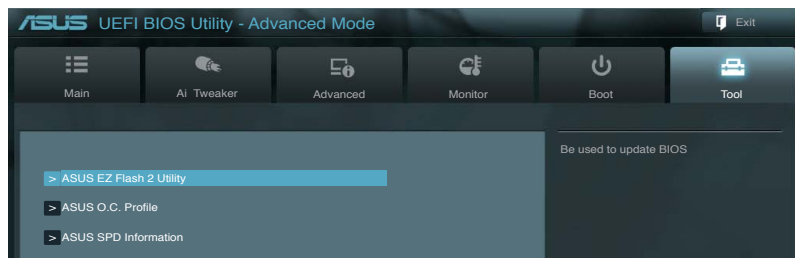 ASUS UEFI BIOS Utility - Advanced Mode
Exit
Main
Ai Tweaker
Advanced
Monitor
Boot
Tool
Be used to update BIOS
> ASUS EZ Flash 2 Utility
> ASUS O.C. Profile
> ASUS SPD Information